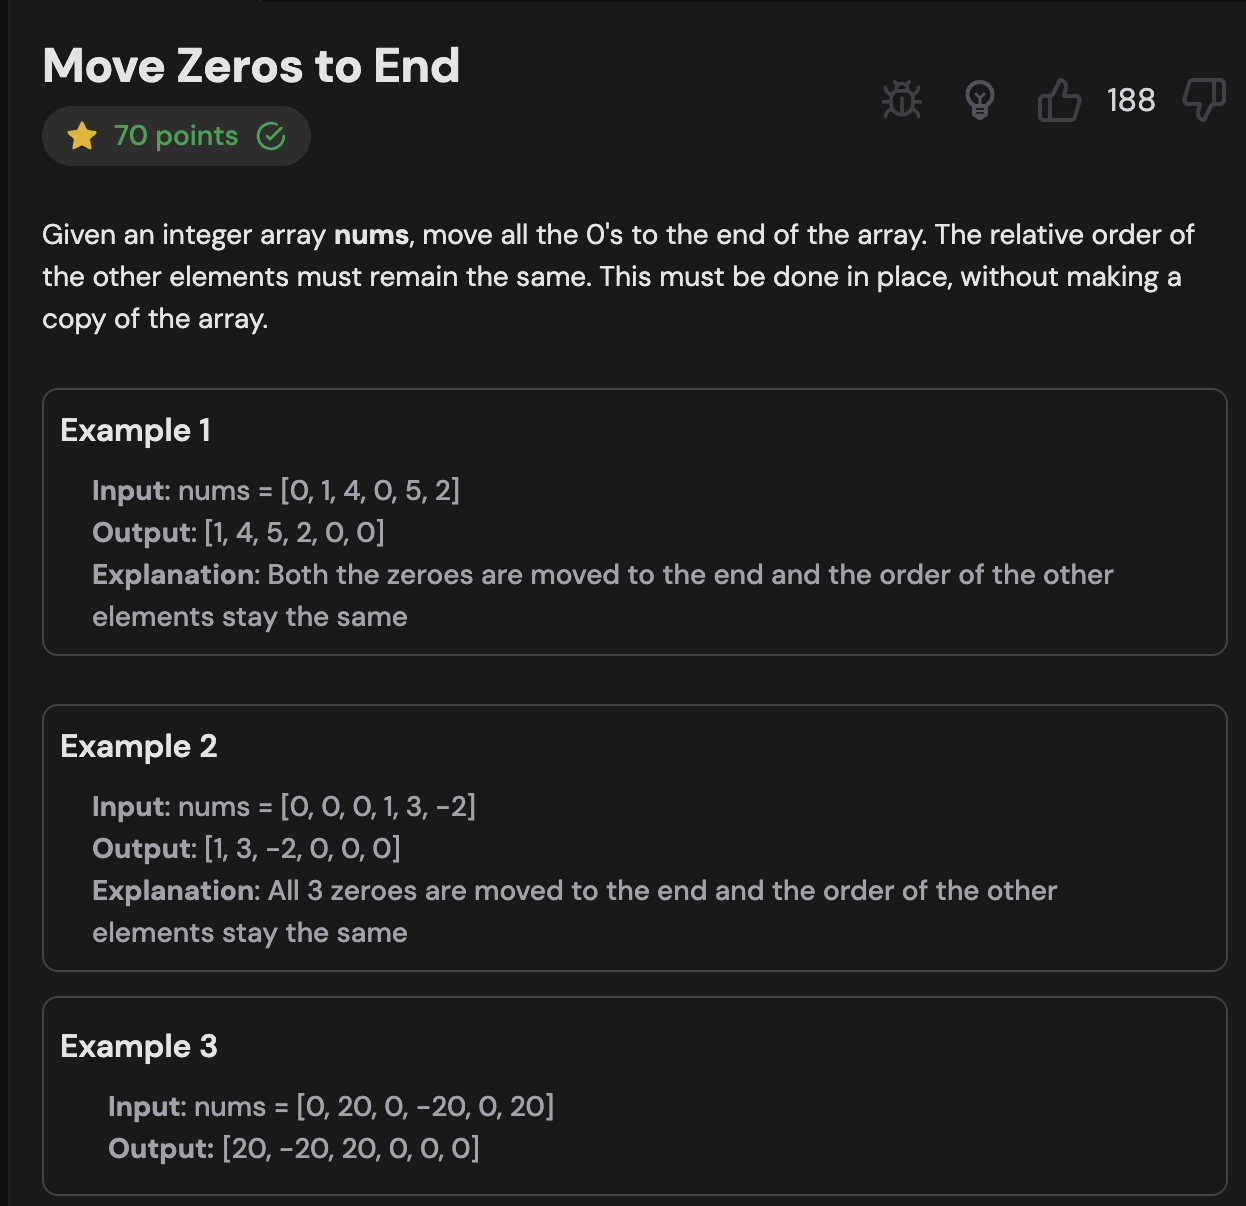 Move Zeros to End
188
70 points
Given an integer array nums, move all the 0's to the end of the array. The relative order of
the other elements must remain the same. This must be done in place, without making a
copy of the array.
Example 1
Input: nums = [0, 1, 4, 0, 5, 2]
Output: [1, 4, 5, 2, 0, 0]
Explanation: Both the zeroes are moved to the end and the order of the other
elements stay the same
Example 2
Input: nums = [0, 0, 0, 1, 3, -2]
Output: [1, 3, -2, 0, 0, 0]
Explanation: All 3 zeroes are moved to the end and the order of the other
elements stay the same
Example 3
Input: nums = [0, 20, 0, -20, 0, 20]
Output: [20, -20, 20, 0, 0, 0]